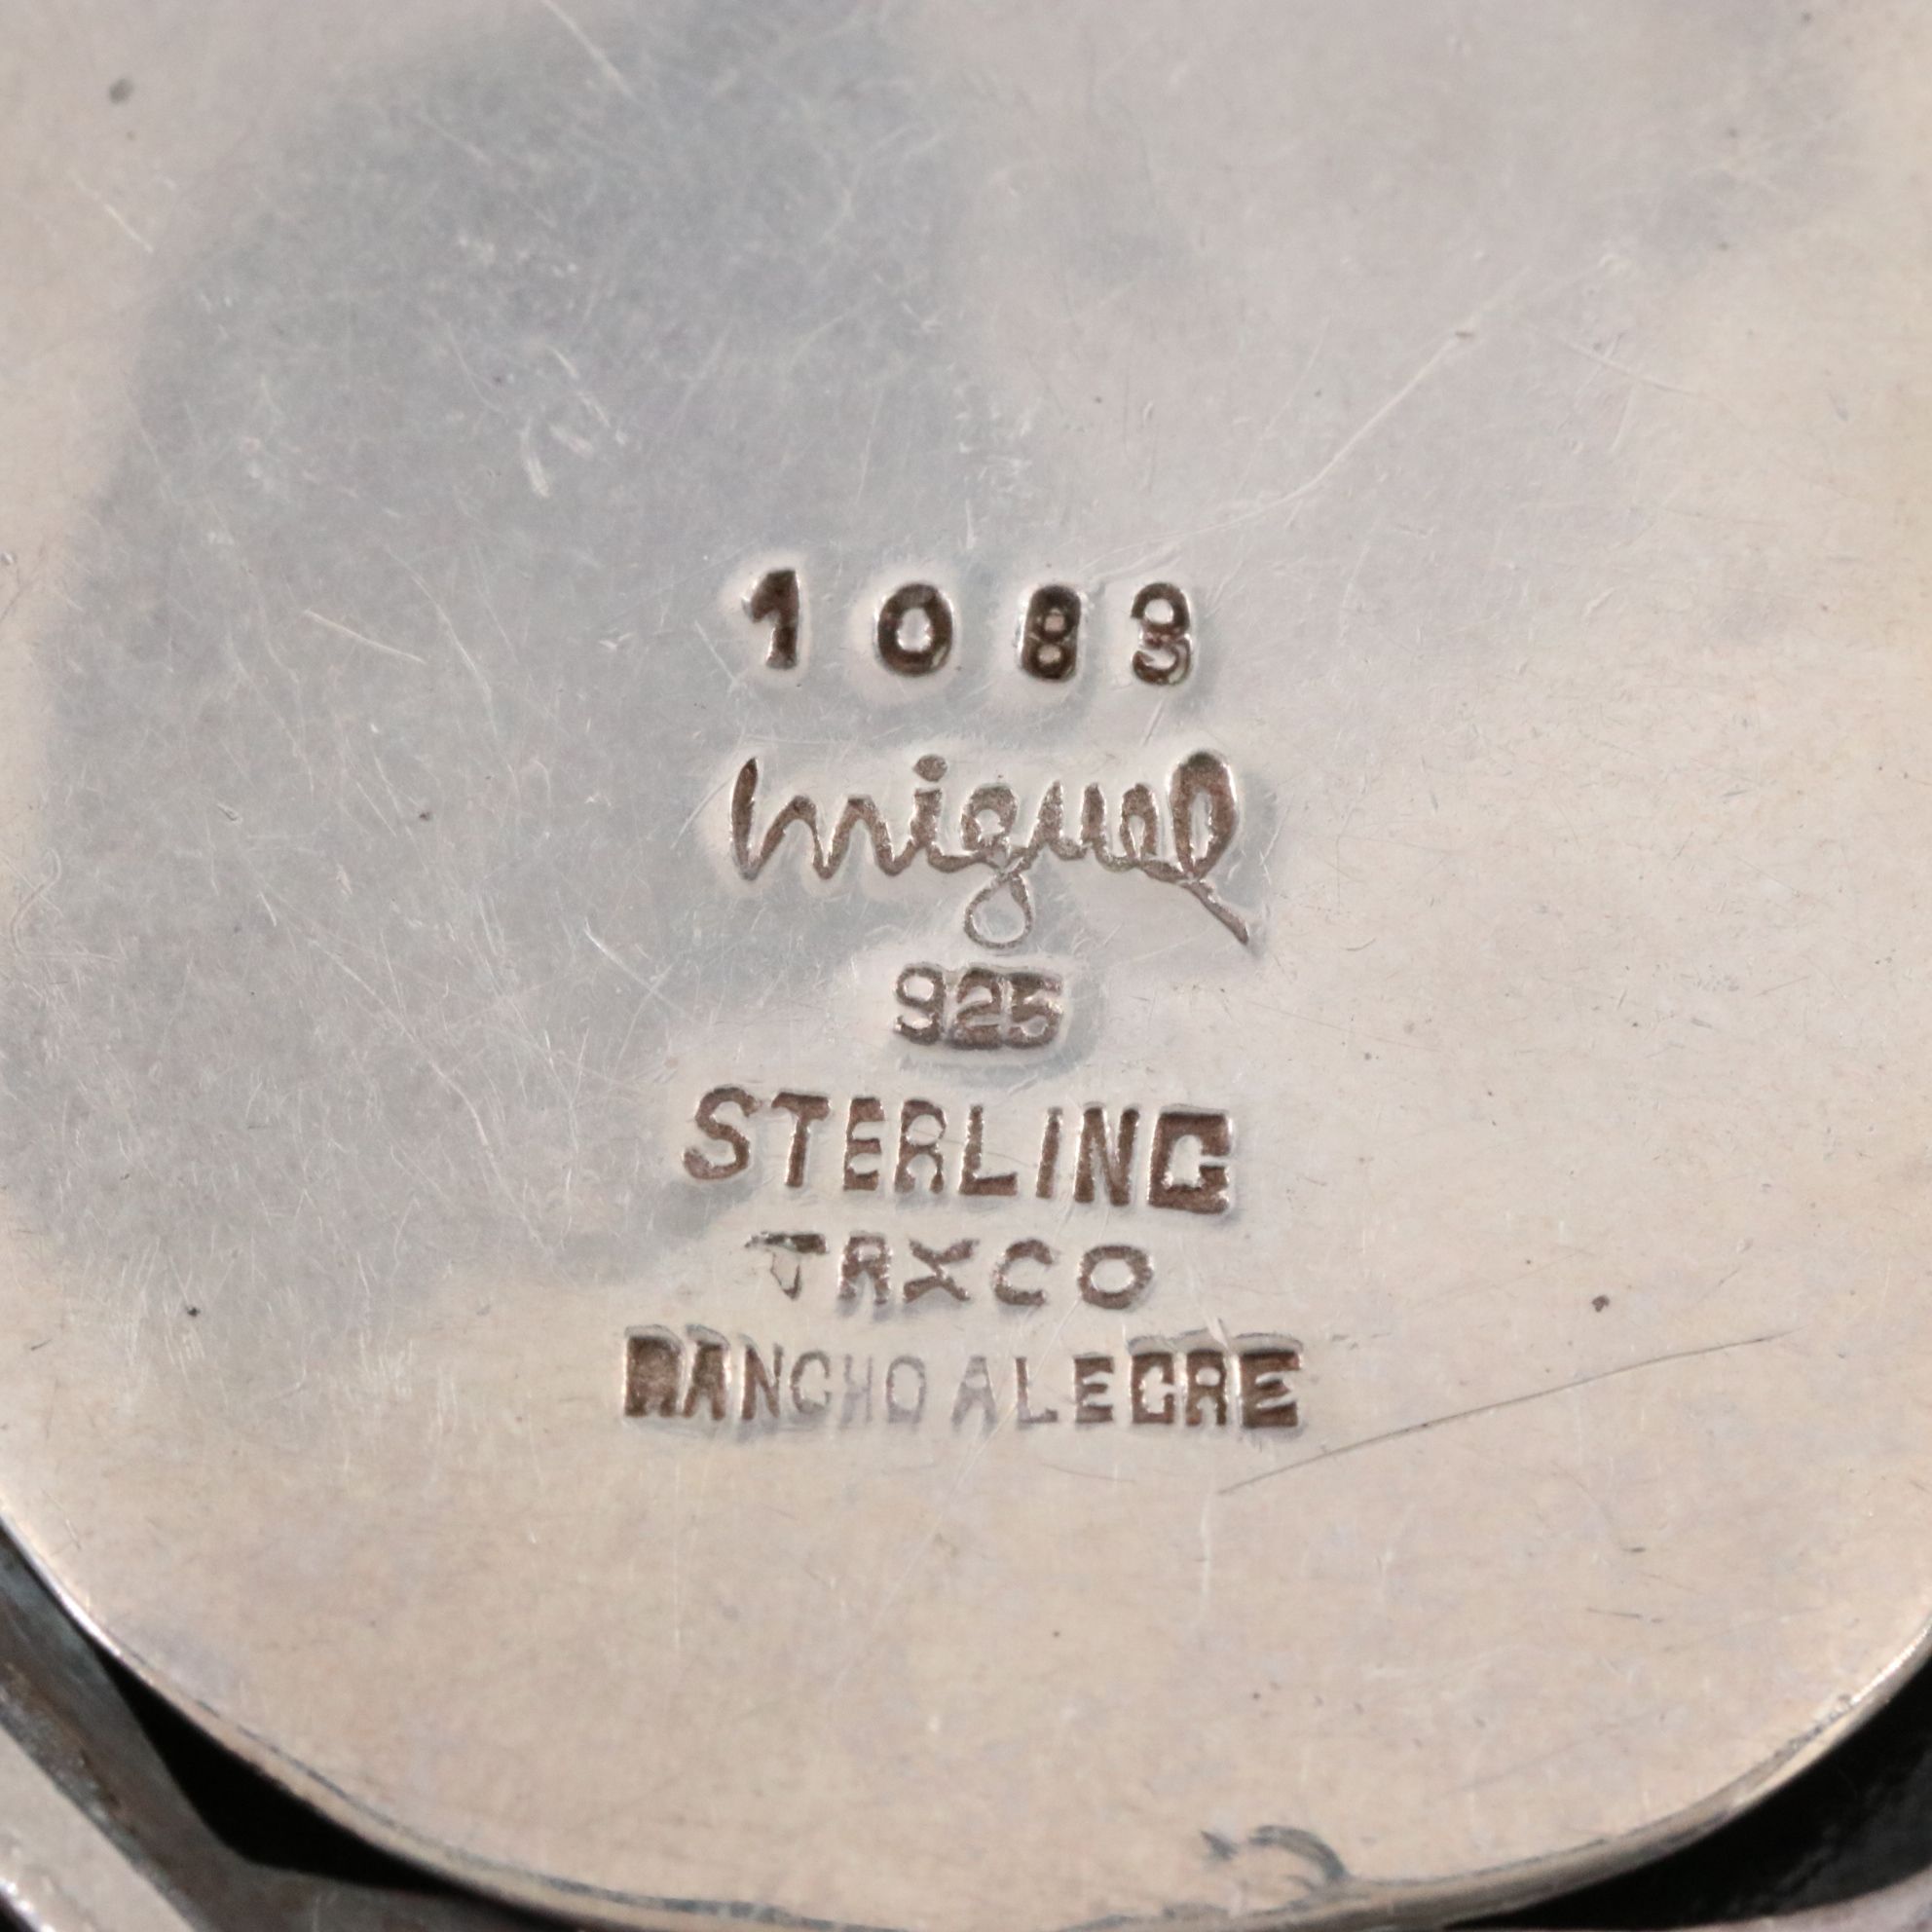 1083
Miguel
925
STERLING
TAXCO
RANCHO ALEGRE